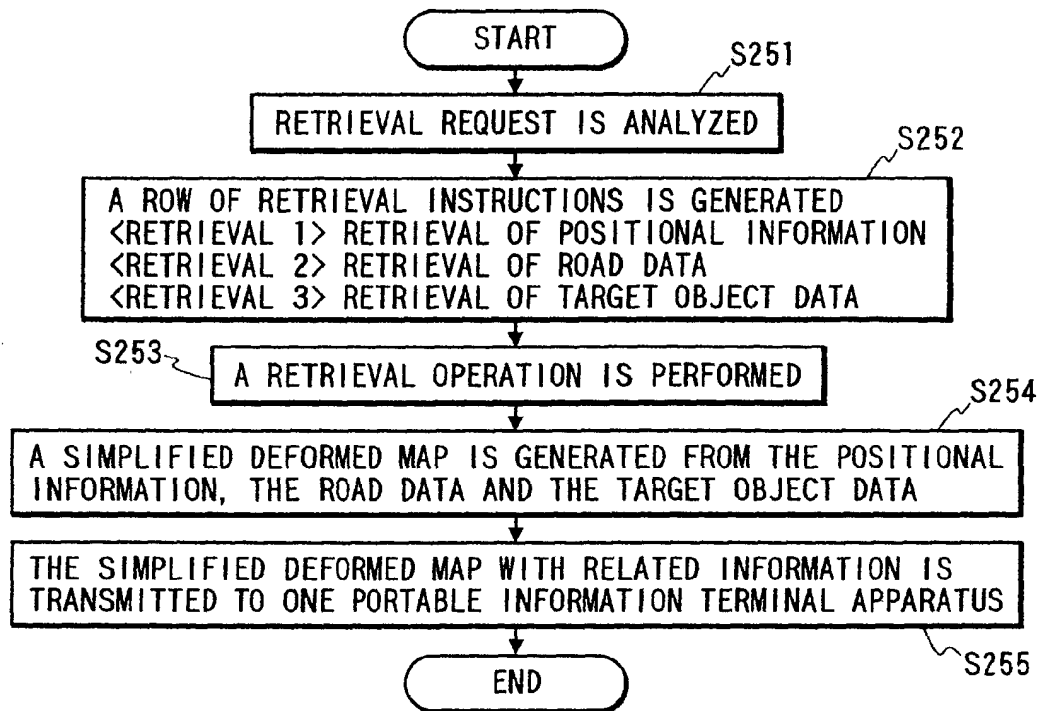 START
S251
RETRIEVAL REQUEST IS ANALYZED
S252
A ROW OF RETRIEVAL INSTRUCTIONS IS GENERATED
<RETRIEVAL 1> RETRIEVAL OF POSITIONAL INFORMATION
<RETRIEVAL 2> RETRIEVAL OF ROAD DATA
<RETRIEVAL 3> RETRIEVAL OF TARGET OBJECT DATA
S253
A RETRIEVAL OPERATION IS PERFORMED
S254
A SIMPLIFIED DEFORMED MAP IS GENERATED FROM THE POSITIONAL
INFORMATION, THE ROAD DATA AND THE TARGET OBJECT DATA
THE SIMPLIFIED DEFORMED MAP WITH RELATED INFORMATION IS
TRANSMITTED TO ONE PORTABLE INFORMATION TERMINAL APPARATUS
S255
END